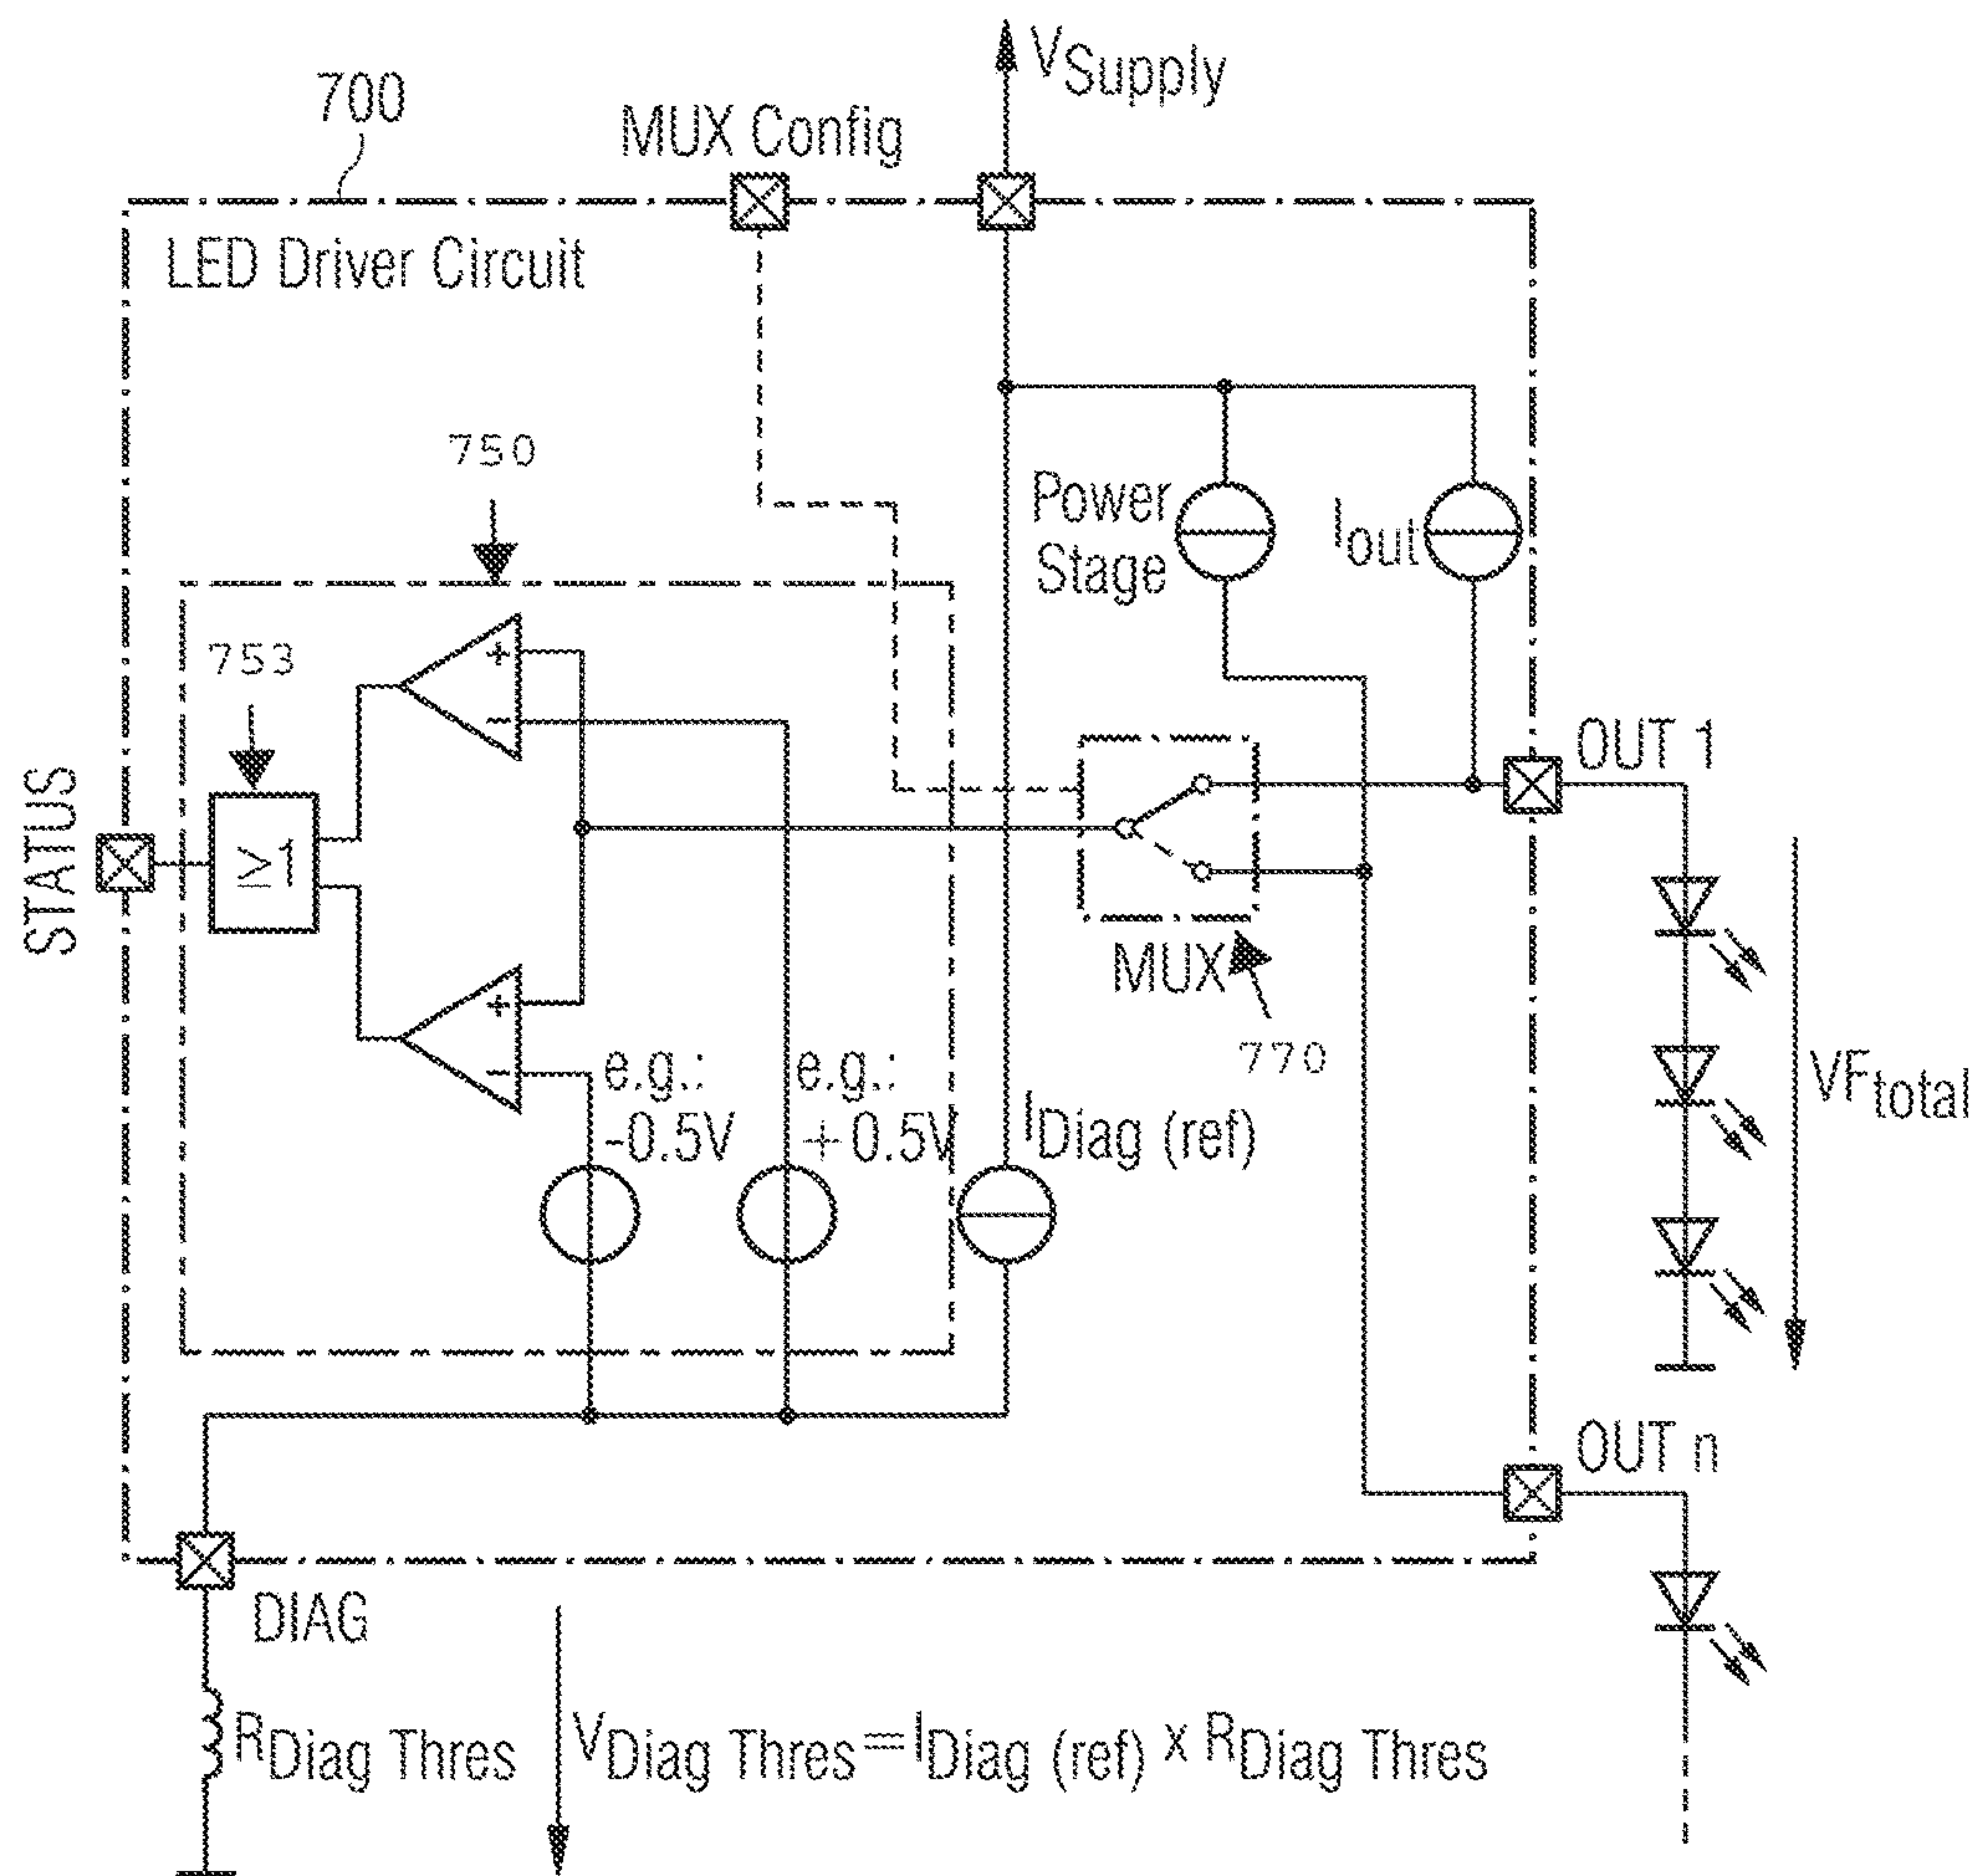 VSupply
700
MUX Config
LED Driver Circuit
750
Power
Stage
Iout
753
+
−
OUT 1
STATUS
≥1
MUX
770
+
−
e.g.:
-0.5V
e.g.:
+0.5V
IDiag (ref)
VFtotal
OUT n
DIAG
RDiag Thres
VDiag Thres=IDiag (ref) x RDiag Thres